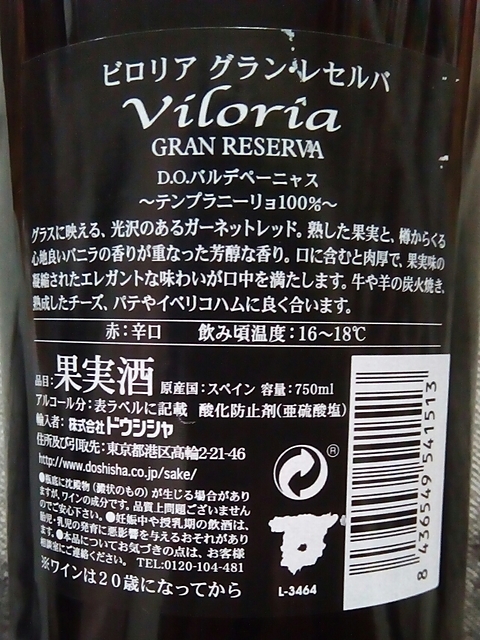 ビロリア グラン・レセルバ
Viloria
GRAN RESERVA
D.O.バルデペーニャス
～テンプラニーリョ100%～
グラスに映える、光沢のあるガーネットレッド。熟した果実と、樽からくる
心地良いバニラの香りが重なった芳醇な香り。口に含むと肉厚で、果実味の
凝縮されたエレガントな味わいが口中を満たします。牛や羊の炭火焼き、
熟成したチーズ、パテやイベリコハムに良く合います。
赤：辛口 飲み頃温度：16～18℃
品目：果実酒 原産国：スペイン 容量：750ml
アルコール分：表ラベルに記載 酸化防止剤(亜硫酸塩)
輸入者：株式会社ドウシシャ
住所及び引取先：東京都港区高輪2-21-46
http://www.doshisha.co.jp/sake/
●瓶底に沈殿物(澱状のもの)が生じる場合があり
ますが、ワインの成分です。品質上問題ございません
のでご安心下さい。●妊娠中や授乳期の飲酒は、
胎児・乳児の発育に悪影響を与えるおそれがあり
ます。●本品についてお気づきの点は、お客様
相談室にご連絡ください。 TEL:0120-104-481
※ワインは20歳になってから
®
L-3464
8 436549 541513